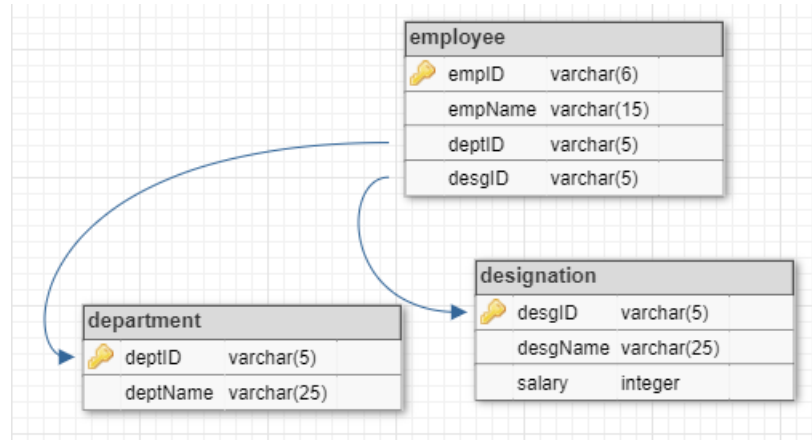 employee
empID varchar(6)
empName varchar(15)
deptID varchar(5)
desgID varchar(5)
designation
desgID varchar(5)
desgName varchar(25)
salary integer
department
deptID varchar(5)
deptName varchar(25)